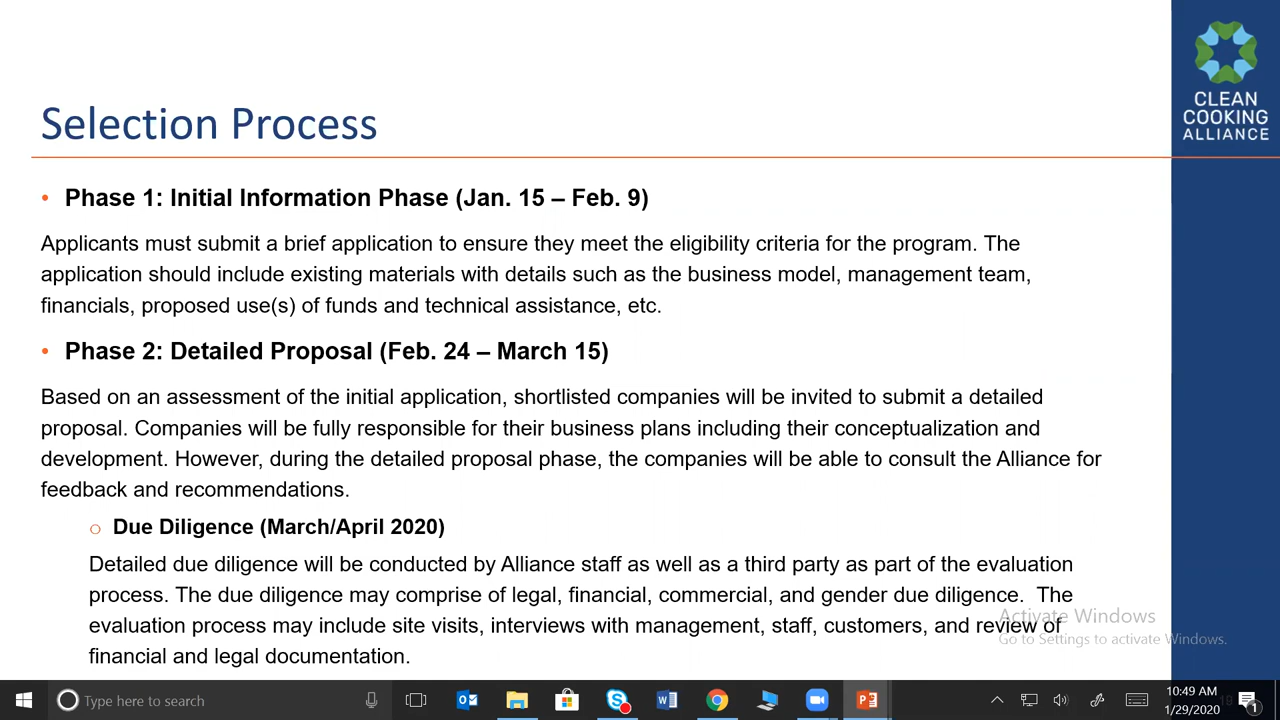 CLEAN
COOKING
ALLIANCE
Selection Process
• Phase 1: Initial Information Phase (Jan. 15 – Feb. 9)
Applicants must submit a brief application to ensure they meet the eligibility criteria for the program. The
application should include existing materials with details such as the business model, management team,
financials, proposed use(s) of funds and technical assistance, etc.
• Phase 2: Detailed Proposal (Feb. 24 – March 15)
Based on an assessment of the initial application, shortlisted companies will be invited to submit a detailed
proposal. Companies will be fully responsible for their business plans including their conceptualization and
development. However, during the detailed proposal phase, the companies will be able to consult the Alliance for
feedback and recommendations.
o Due Diligence (March/April 2020)
Detailed due diligence will be conducted by Alliance staff as well as a third party as part of the evaluation
process. The due diligence may comprise of legal, financial, commercial, and gender due diligence.  The
evaluation process may include site visits, interviews with management, staff, customers, and review of
financial and legal documentation.
Activate Windows
Go to Settings to activate Windows.
Type here to search
10:49 AM
1/29/2020
1